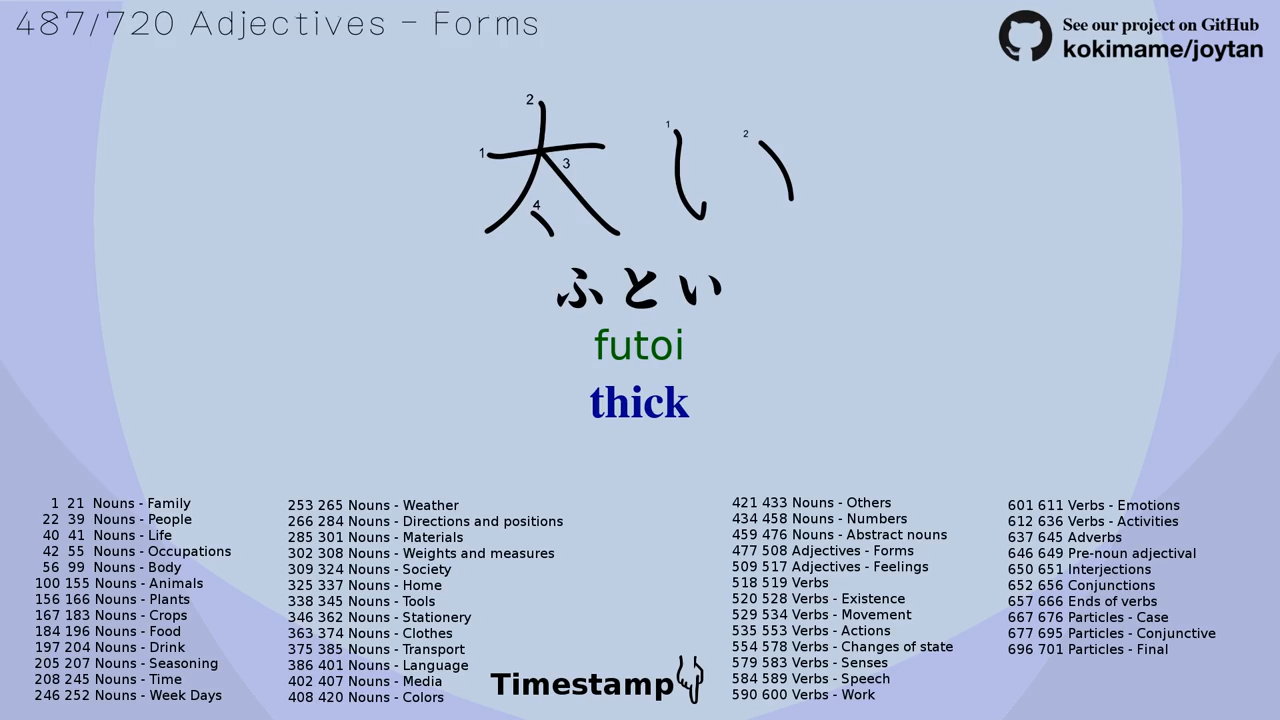 487/720 Adjectives - Forms
See our project on GitHub
kokimame/joytan
太い
1 2 3 4 1 2
ふとい
futoi
thick
1 21 Nouns - Family
22 39 Nouns - People
40 41 Nouns - Life
42 55 Nouns - Occupations
56 99 Nouns - Body
100 155 Nouns - Animals
156 166 Nouns - Plants
167 183 Nouns - Crops
184 196 Nouns - Food
197 204 Nouns - Drink
205 207 Nouns - Seasoning
208 245 Nouns - Time
246 252 Nouns - Week Days
253 265 Nouns - Weather
266 284 Nouns - Directions and positions
285 301 Nouns - Materials
302 308 Nouns - Weights and measures
309 324 Nouns - Society
325 337 Nouns - Home
338 345 Nouns - Tools
346 362 Nouns - Stationery
363 374 Nouns - Clothes
375 385 Nouns - Transport
386 401 Nouns - Language
402 407 Nouns - Media
408 420 Nouns - Colors
Timestamp
421 433 Nouns - Others
434 458 Nouns - Numbers
459 476 Nouns - Abstract nouns
477 508 Adjectives - Forms
509 517 Adjectives - Feelings
518 519 Verbs
520 528 Verbs - Existence
529 534 Verbs - Movement
535 553 Verbs - Actions
554 578 Verbs - Changes of state
579 583 Verbs - Senses
584 589 Verbs - Speech
590 600 Verbs - Work
601 611 Verbs - Emotions
612 636 Verbs - Activities
637 645 Adverbs
646 649 Pre-noun adjectival
650 651 Interjections
652 656 Conjunctions
657 666 Ends of verbs
667 676 Particles - Case
677 695 Particles - Conjunctive
696 701 Particles - Final